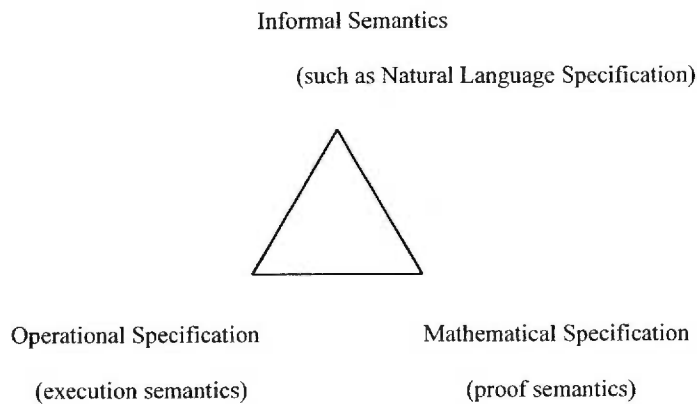 Informal Semantics
(such as Natural Language Specification)
Operational Specification
Mathematical Specification
(execution semantics)
(proof semantics)